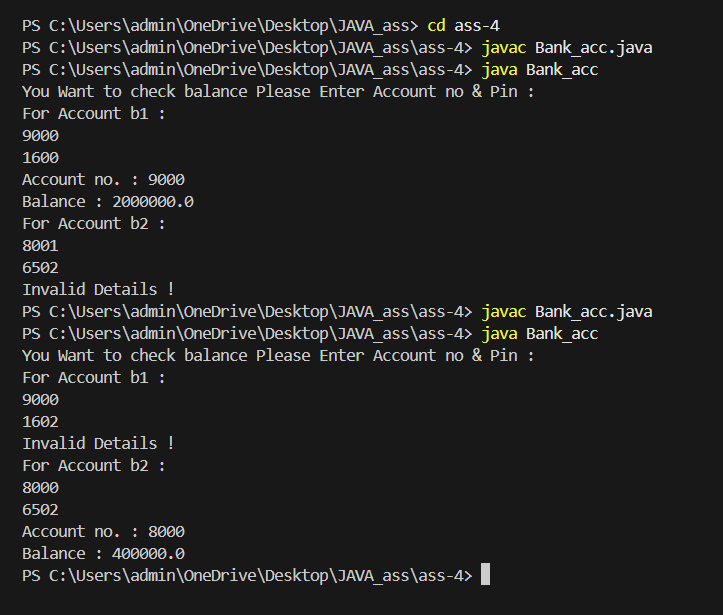 PS C:\Users\admin\OneDrive\Desktop\JAVA_ass> cd ass-4
PS C:\Users\admin\OneDrive\Desktop\JAVA_ass\ass-4> javac Bank_acc.java
PS C:\Users\admin\OneDrive\Desktop\JAVA_ass\ass-4> java Bank_acc
You Want to check balance Please Enter Account no & Pin :
For Account b1 :
9000
1600
Account no. : 9000
Balance : 2000000.0
For Account b2 :
8001
6502
Invalid Details !
PS C:\Users\admin\OneDrive\Desktop\JAVA_ass\ass-4> javac Bank_acc.java
PS C:\Users\admin\OneDrive\Desktop\JAVA_ass\ass-4> java Bank_acc
You Want to check balance Please Enter Account no & Pin :
For Account b1 :
9000
1602
Invalid Details !
For Account b2 :
8000
6502
Account no. : 8000
Balance : 400000.0
PS C:\Users\admin\OneDrive\Desktop\JAVA_ass\ass-4>